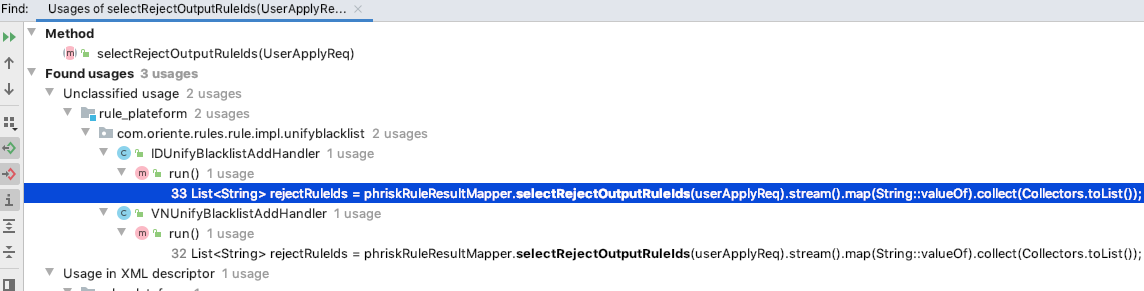 Find: Usages of selectRejectOutputRuleIds(UserApplyRe...
Method
selectRejectOutputRuleIds(UserApplyReq)
Found usages 3 usages
Unclassified usage 2 usages
rule_plateform 2 usages
com.oriente.rules.rule.impl.unifyblacklist 2 usages
IDUnifyBlacklistAddHandler 1 usage
run() 1 usage
33 List<String> rejectRuleIds = phriskRuleResultMapper.selectRejectOutputRuleIds(userApplyReq).stream().map(String::valueOf).collect(Collectors.toList());
VNUnifyBlacklistAddHandler 1 usage
run() 1 usage
32 List<String> rejectRuleIds = phriskRuleResultMapper.selectRejectOutputRuleIds(userApplyReq).stream().map(String::valueOf).collect(Collectors.toList());
Usage in XML descriptor 1 usage